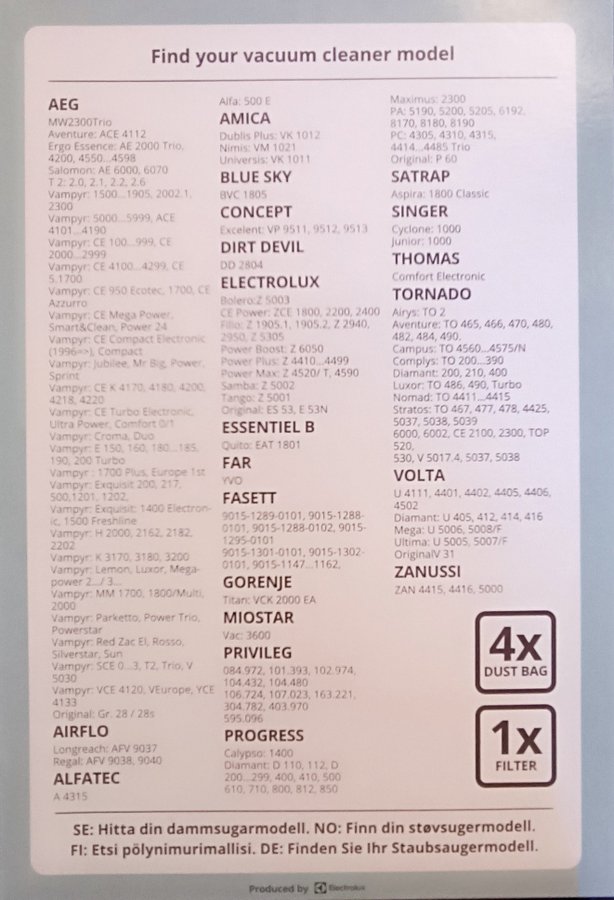 Find your vacuum cleaner model
AEG
MW2300Trio
Aventure: ACE 4112
Ergo Essence: AE 2000 Trio,
4200, 4550...4598
Salomon: AE 6000, 6070
T 2: 2.0, 2.1, 2.2, 2.6
Vampyr: 1500...1905, 2002.1,
2300
Vampyr: 5000...5999, ACE
4101...4190
Vampyr: CE 100...999, CE
2000...2999
Vampyr: CE 4100...4299, CE
5.1700
Vampyr: CE 950 Ecotec, 1700, CE
Azzurro
Vampyr: CE Mega Power,
Smart&Clean, Power 24
Vampyr: CE Compact Electronic
(1996=>), Compact
Vampyr: Jubilee, Mr Big, Power,
Sprint
Vampyr: CE K 4170, 4180, 4200,
4218, 4220
Vampyr: CE Turbo Electronic,
Ultra Power, Comfort 0/1
Vampyr: Croma, Duo
Vampyr: E 150, 160, 180...185,
190, 200 Turbo
Vampyr : 1700 Plus, Europe 1st
Vampyr: Exquisit 200, 217,
500,1201, 1202,
Vampyr: Exquisit: 1400 Electron-
ic, 1500 Freshline
Vampyr: H 2000, 2162, 2182,
2202
Vampyr: K 3170, 3180, 3200
Vampyr: Lemon, Luxor, Mega-
power 2.../ 3...
Vampyr: MM 1700, 1800/Multi,
2000
Vampyr: Parketto, Power Trio,
Powerstar
Vampyr: Red Zac El, Rosso,
Silverstar, Sun
Vampyr: SCE 0...3, T2, Trio, V
5030
Vampyr: VCE 4120, VEurope, YCE
4133
Original: Gr. 28 / 28s
AIRFLO
Longreach: AFV 9037
Regal: AFV 9038, 9040
ALFATEC
A 4315
Alfa: 500 E
AMICA
Dublis Plus: VK 1012
Nimis: VM 1021
Universis: VK 1011
BLUE SKY
BVC 1805
CONCEPT
Excelent: VP 9511, 9512, 9513
DIRT DEVIL
DD 2804
ELECTROLUX
Bolero:Z 5003
CE Power: ZCE 1800, 2200, 2400
Filio: Z 1905.1, 1905.2, Z 2940,
2950, Z 5305
Power Boost: Z 6050
Power Plus: Z 4410...4499
Power Max: Z 4520/ T, 4590
Samba: Z 5002
Tango: Z 5001
Original: ES 53, E 53N
ESSENTIEL B
Quito: EAT 1801
FAR
YVO
FASETT
9015-1289-0101, 9015-1288-
0101, 9015-1288-0102, 9015-
1295-0101
9015-1301-0101, 9015-1302-
0101, 9015-1147...1162,
GORENJE
Titan: VCK 2000 EA
MIOSTAR
Vac: 3600
PRIVILEG
084.972, 101.393, 102.974,
104.432, 104.480
106.724, 107.023, 163.221,
304.782, 403.970
595.096
PROGRESS
Calypso: 1400
Diamant: D 110, 112, D
200...299, 400, 410, 500
610, 710, 800, 812, 850
Maximus: 2300
PA: 5190, 5200, 5205, 6192,
8170, 8180, 8190
PC: 4305, 4310, 4315,
4414...4485 Trio
Original: P 60
SATRAP
Aspira: 1800 Classic
SINGER
Cyclone: 1000
Junior: 1000
THOMAS
Comfort Electronic
TORNADO
Airys: TO 2
Aventure: TO 465, 466, 470, 480,
482, 484, 490.
Campus: TO 4560...4575/N
Complys: TO 200...390
Diamant: 200, 210, 400
Luxor: TO 486, 490, Turbo
Nomad: TO 4411...4415
Stratos: TO 467, 477, 478, 4425,
5037, 5038, 5039
6000, 6002, CE 2100, 2300, TOP
520,
530, V 5017.4, 5037, 5038
VOLTA
U 4111, 4401, 4402, 4405, 4406,
4502
Diamant: U 405, 412, 414, 416
Mega: U 5006, 5008/F
Ultima: U 5005, 5007/F
OriginalV 31
ZANUSSI
ZAN 4415, 4416, 5000
4x
DUST BAG
1x
FILTER
SE: Hitta din dammsugarmodell. NO: Finn din støvsugermodell.
FI: Etsi pölynimurimallisi. DE: Finden Sie Ihr Staubsaugermodell.
Produced by Electrolux